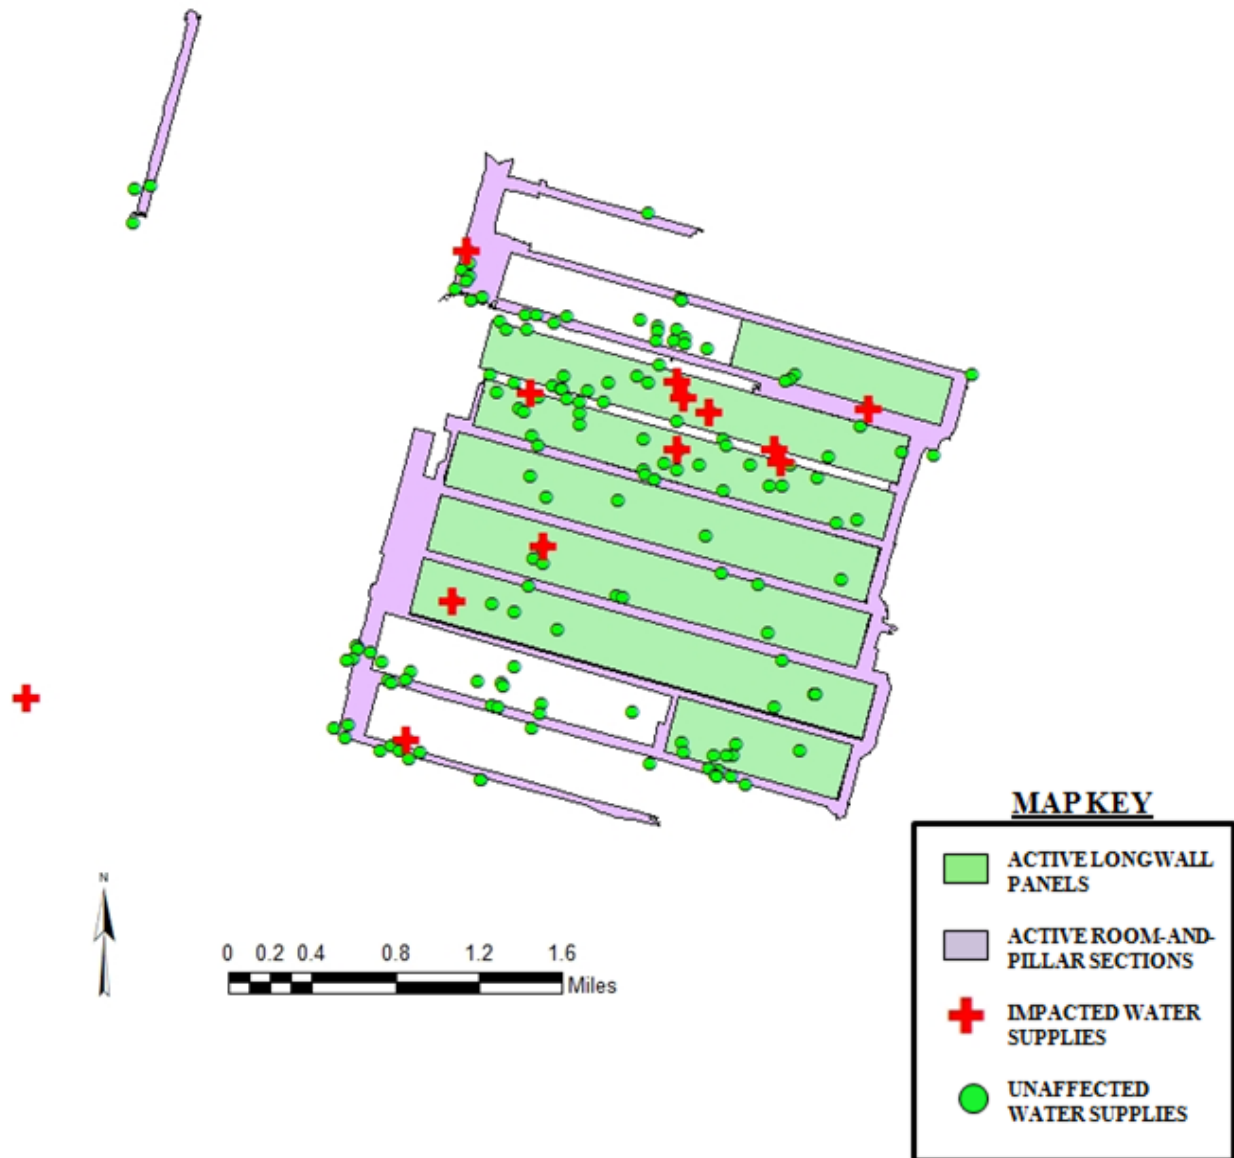 N
0 0.2 0.4 0.8 1.2 1.6
Miles
MAP KEY
ACTIVE LONGWALL
PANELS
ACTIVE ROOM-AND-
PILLAR SECTIONS
IMPACTED WATER
SUPPLIES
UNAFFECTED
WATER SUPPLIES